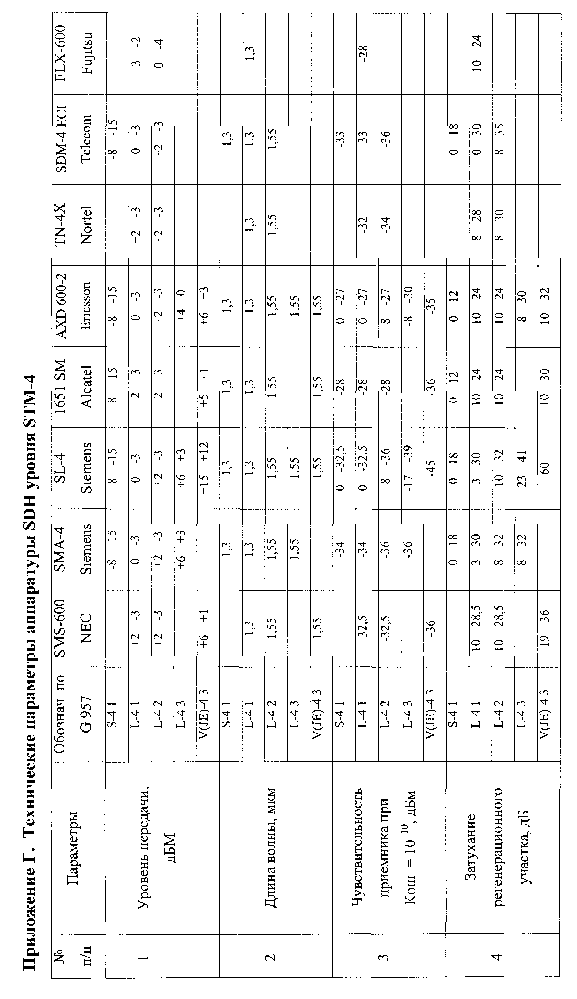 Приложение Г. Технические параметры аппаратуры SDH уровня STM-4
№ п/п Параметры Обознач по G 957 SMS-600 NEC SMA-4 Siemens SL-4 Siemens 1651 SM Alcatel AXD 600-2 Ericsson TN-4X Nortel SDM-4 ECI Telecom FLX-600 Fujitsu
1 Уровень передачи, дБМ
S-4 1 -8 15 8 -15 8 15 -8 -15 -8 -15
L-4 1 +2 -3 0 -3 0 -3 +2 3 0 -3 +2 -3 0 -3 3 -2
L-4 2 +2 -3 +2 -3 +2 -3 +2 3 +2 -3 +2 -3 +2 -3 0 -4
L-4 3 +6 +3 +6 +3 +4 0
V(JE)-4 3 +6 +1 +15 +12 +5 +1 +6 +3
2 Длина волны, мкм
S-4 1 1,3 1,3 1,3 1,3 1,3
L-4 1 1,3 1,3 1,3 1,3 1,3 1,3 1,3 1,3
L-4 2 1,55 1,55 1,55 1 55 1,55 1,55 1,55
L-4 3 1,55 1,55 1,55
V(JE)-4 3 1,55 1,55 1,55 1,55
3 Чувствительность приемника при Кош = 10 10, дБм
S-4 1 -34 0 -32,5 -28 0 -27 -33
L-4 1 32,5 -34 0 -32,5 -28 0 -27 -32 33 -28
L-4 2 -32,5 -36 8 -36 -28 8 -27 -34 -36
L-4 3 -36 -17 -39 -8 -30
V(JE)-4 3 -36 -45 -36 -35
4 Затухание регенерационного участка, дБ
S-4 1 0 18 0 18 0 12 0 12 0 18
L-4 1 10 28,5 3 30 3 30 10 24 10 24 8 28 0 30 10 24
L-4 2 10 28,5 8 32 10 32 10 24 10 24 8 30 8 35
L-4 3 8 32 23 41 8 30
V(JE) 4 3 19 36 60 10 30 10 32